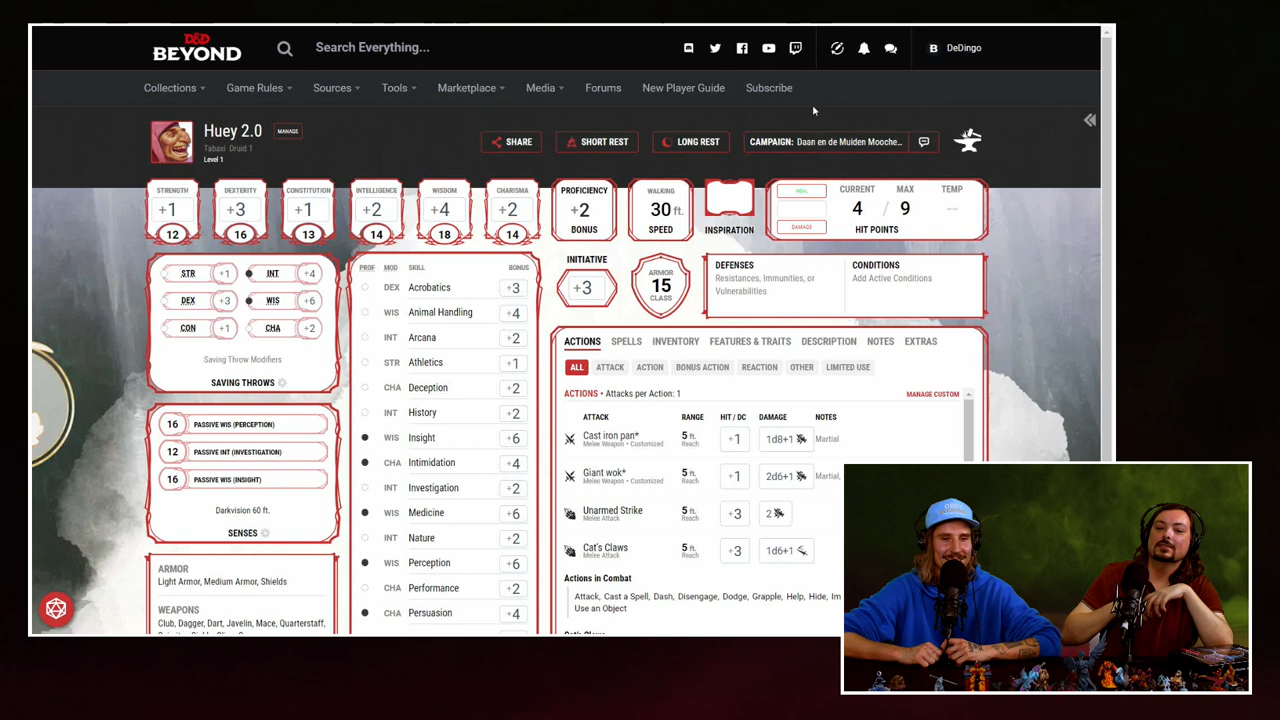 D&D
BEYOND
Search Everything...
B DeDingo
Collections
Game Rules
Sources
Tools
Marketplace
Media
Forums
New Player Guide
Subscribe
Huey 2.0
MANAGE
Tabaxi Druid 1
Level 1
SHARE
SHORT REST
LONG REST
CAMPAIGN: Daan en de Muiden Mooche...
STRENGTH
+1
12
DEXTERITY
+3
16
CONSTITUTION
+1
13
INTELLIGENCE
+2
14
WISDOM
+4
18
CHARISMA
+2
14
PROFICIENCY
+2
BONUS
WALKING
30 ft.
SPEED
INSPIRATION
HEAL
DAMAGE
CURRENT MAX TEMP
4 / 9 --
HIT POINTS
STR +1
INT +4
DEX +3
WIS +6
CON +1
CHA +2
Saving Throw Modifiers
SAVING THROWS
16 PASSIVE WIS (PERCEPTION)
12 PASSIVE INT (INVESTIGATION)
16 PASSIVE WIS (INSIGHT)
Darkvision 60 ft.
SENSES
ARMOR
Light Armor, Medium Armor, Shields
WEAPONS
Club, Dagger, Dart, Javelin, Mace, Quarterstaff,
PROF MOD SKILL BONUS
DEX Acrobatics +3
WIS Animal Handling +4
INT Arcana +2
STR Athletics +1
CHA Deception +2
INT History +2
WIS Insight +6
CHA Intimidation +4
INT Investigation +2
WIS Medicine +6
INT Nature +2
WIS Perception +6
CHA Performance +2
CHA Persuasion +4
INITIATIVE
+3
ARMOR
15
CLASS
DEFENSES
Resistances, Immunities, or
Vulnerabilities
CONDITIONS
Add Active Conditions
ACTIONS SPELLS INVENTORY FEATURES & TRAITS DESCRIPTION NOTES EXTRAS
ALL ATTACK ACTION BONUS ACTION REACTION OTHER LIMITED USE
ACTIONS • Attacks per Action: 1
MANAGE CUSTOM
ATTACK RANGE HIT / DC DAMAGE NOTES
Cast iron pan* 5 ft. +1 1d8+1 Martial
Melee Weapon • Customized Reach
Giant wok* 5 ft. +1 2d6+1 Martial,
Melee Weapon • Customized Reach
Unarmed Strike 5 ft. +3 2
Melee Attack Reach
Cat's Claws 5 ft. +3 1d6+1
Melee Attack Reach
Actions in Combat
Attack, Cast a Spell, Dash, Disengage, Dodge, Grapple, Help, Hide, Im
Use an Object